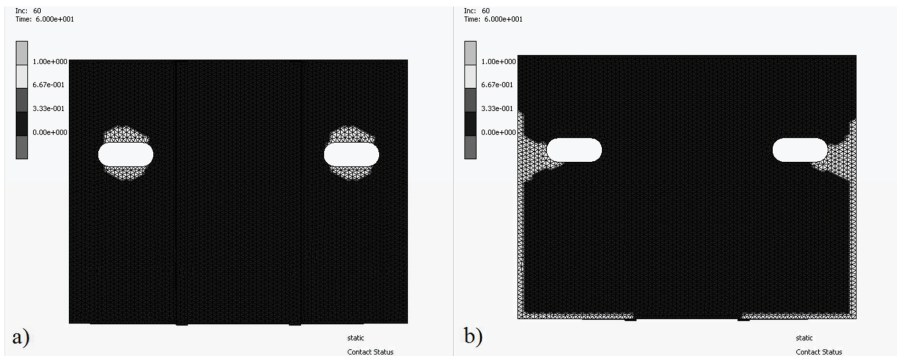 Inc: 60
Time: 6.000e+001
1.00e+000
6.67e-001
3.33e-001
0.00e+000
a)
static
Contact Status
Inc: 60
Time: 6.000e+001
1.00e+000
6.67e-001
3.33e-001
0.00e+000
b)
static
Contact Status